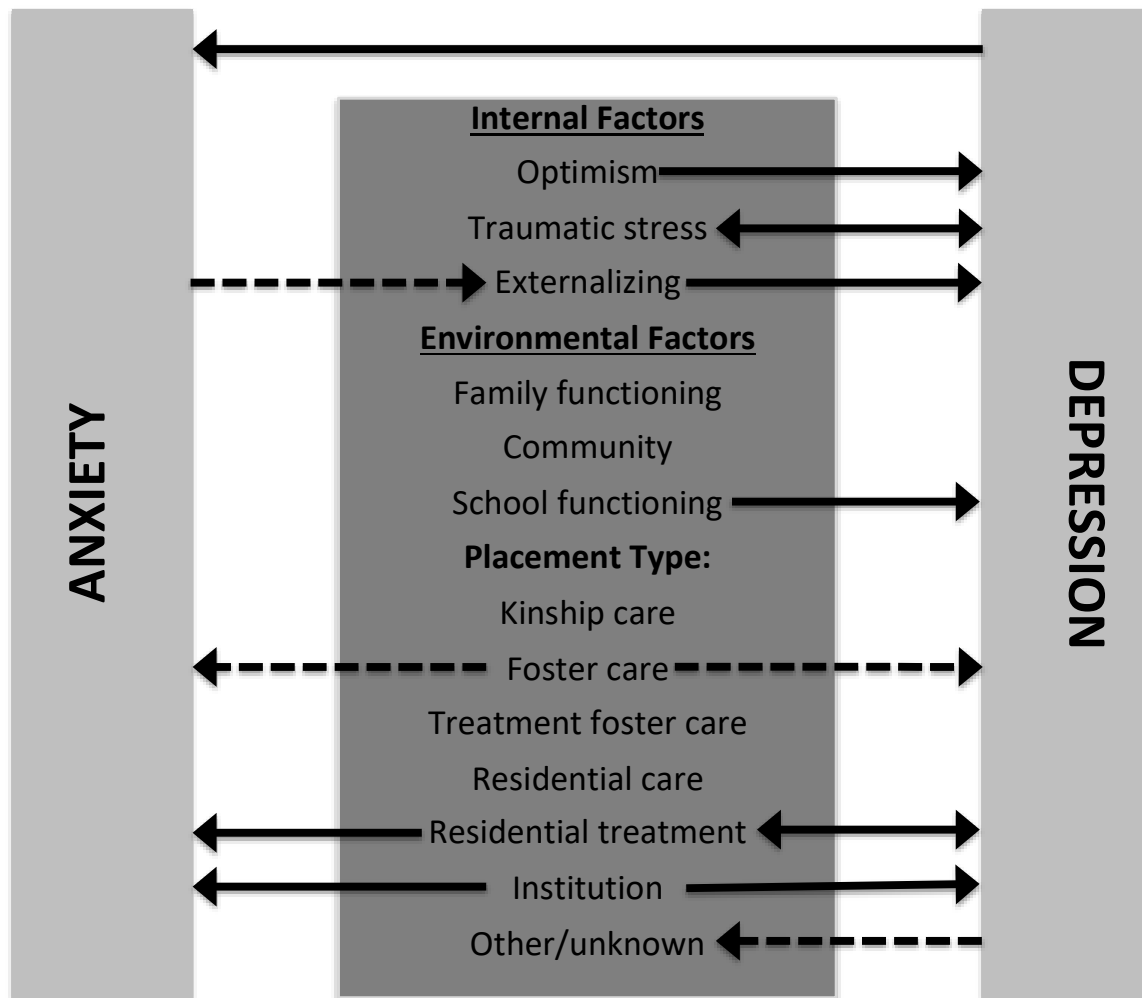 ANXIETY
Internal Factors
Optimism
Traumatic stress
Externalizing
Environmental Factors
Family functioning
Community
School functioning
Placement Type:
Kinship care
Foster care
Treatment foster care
Residential care
Residential treatment
Institution
Other/unknown
DEPRESSION